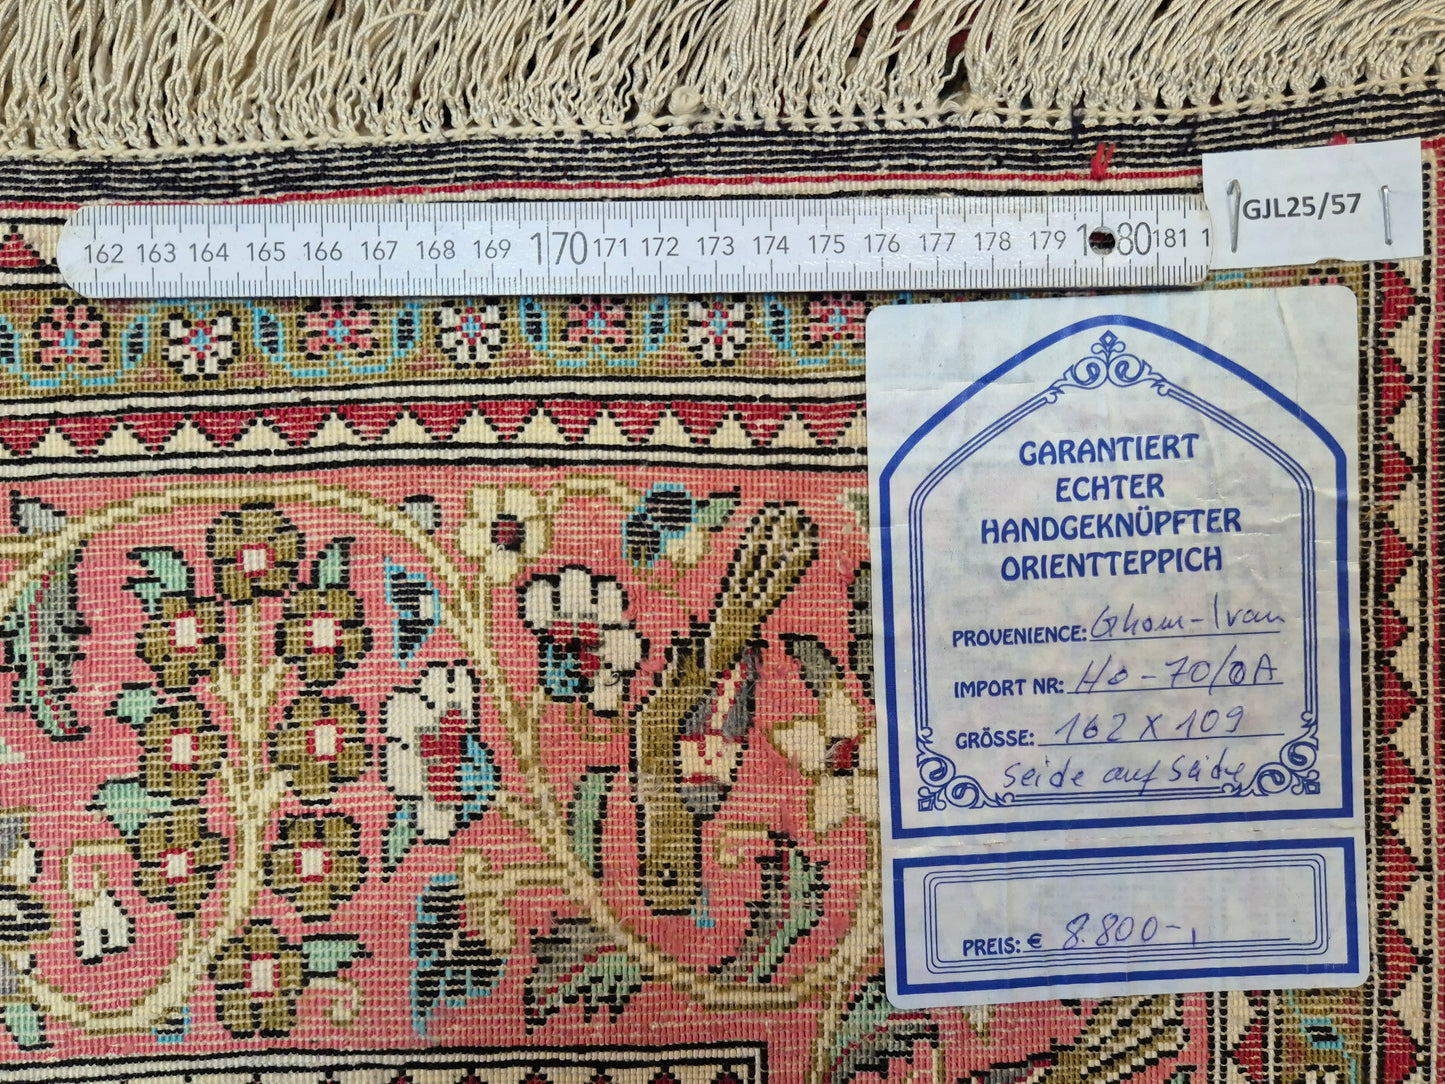 162 163 164 165 166 167 168 169 170 171 172 173 174 175 176 177 178 179 180 181 1
GJL25/57
GARANTIERT
ECHTER
HANDGEKNÜPFTER
ORIENTTEPPICH
PROVENIENCE: Ghom-Iran
IMPORT NR: Ho-70/0A
GRÖSSE: 162 x 109
Seide auf Seide
PREIS: € 8.800-,